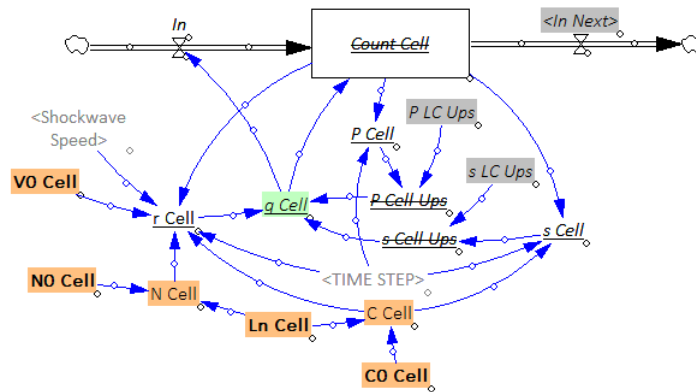 In
<In Next>
Count Cell
<Shockwave
Speed>
P LC Ups
P Cell
s LC Ups
V0 Cell
q Cell
P Cell Ups
r Cell
s Cell Ups
s Cell
N0 Cell
N Cell
<TIME STEP>
Ln Cell
C Cell
C0 Cell